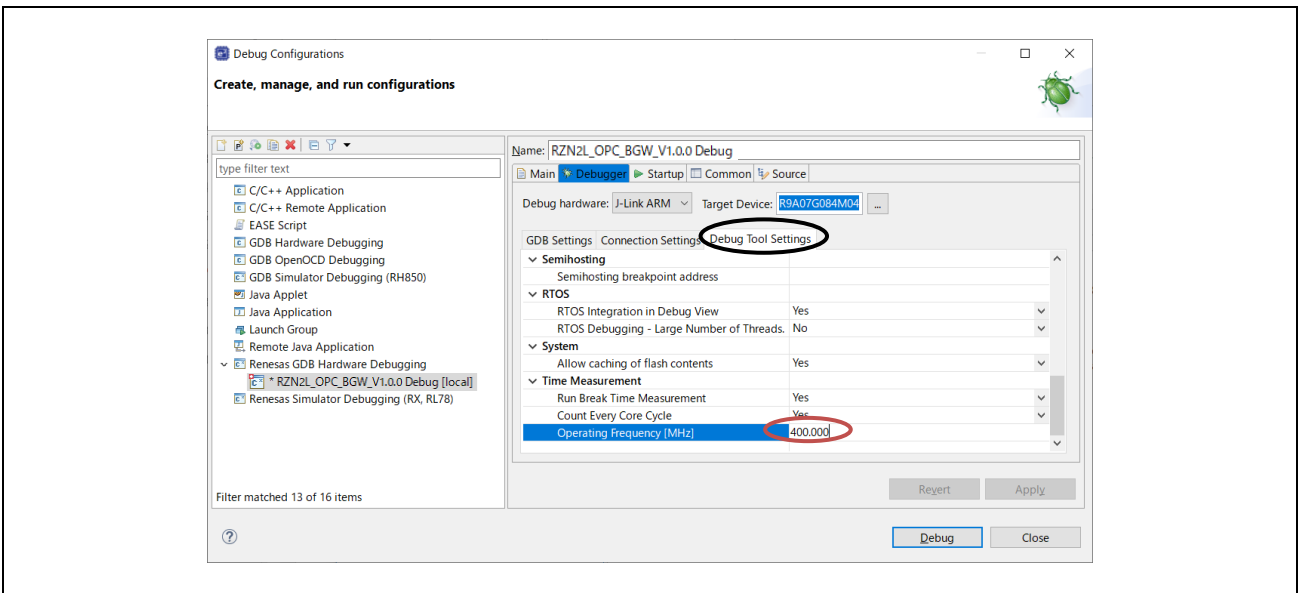 Debug Configurations
Create, manage, and run configurations
type filter text
C/C++ Application
C/C++ Remote Application
EASE Script
GDB Hardware Debugging
GDB OpenOCD Debugging
GDB Simulator Debugging (RH850)
Java Applet
Java Application
Launch Group
Remote Java Application
Renesas GDB Hardware Debugging
* RZN2L_OPC_BGW_V1.0.0 Debug [local]
Renesas Simulator Debugging (RX, RL78)
Filter matched 13 of 16 items
Name: RZN2L_OPC_BGW_V1.0.0 Debug
Main Debugger Startup Common Source
Debug hardware: J-Link ARM Target Device: R9A07G084M04 ...
GDB Settings Connection Settings Debug Tool Settings
Semihosting
Semihosting breakpoint address
RTOS
RTOS Integration in Debug View Yes
RTOS Debugging - Large Number of Threads. No
System
Allow caching of flash contents Yes
Time Measurement
Run Break Time Measurement Yes
Count Every Core Cycle Yes
Operating Frequency [MHz] 400.000
Revert Apply
Debug Close